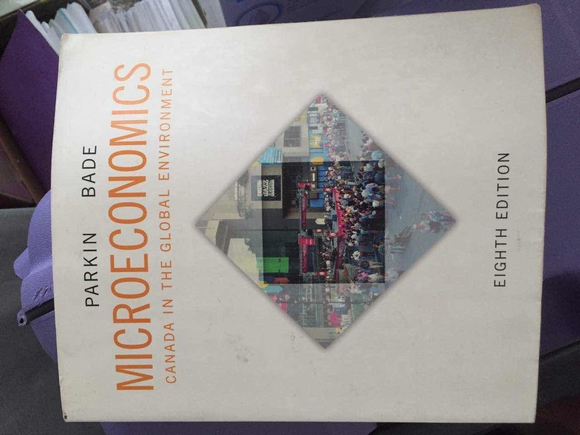 PARKIN BADE
MICROECONOMICS
CANADA IN THE GLOBAL ENVIRONMENT
EIGHTH EDITION